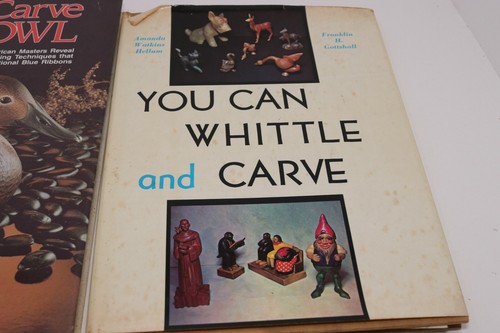 Carve
OWL
rican Masters Reveal
ing Techniques that
tional Blue Ribbons
Amanda
Watkins
Hellum
Franklin
H.
Gottshall
YOU CAN
WHITTLE
and CARVE